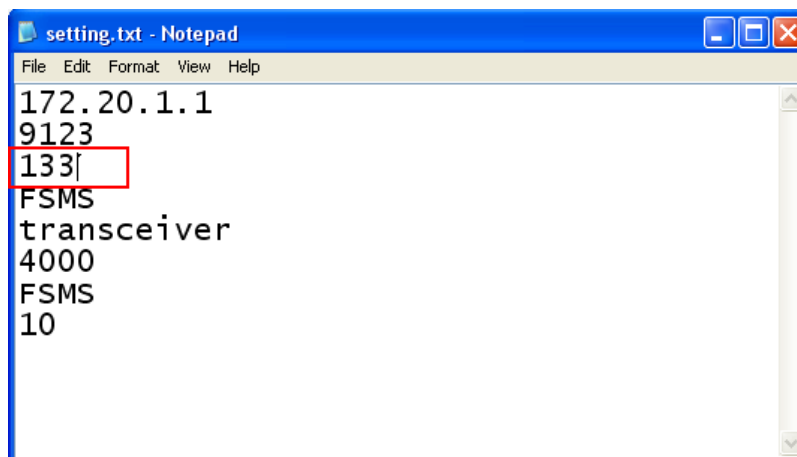 setting.txt - Notepad
File Edit Format View Help
172.20.1.1
9123
133
FSMS
transceiver
4000
FSMS
10